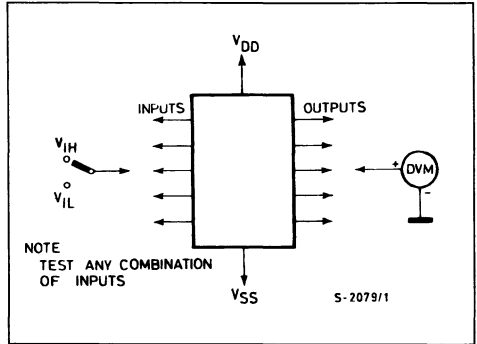 VDD
INPUTS
OUTPUTS
VIH
VIL
+
DVM
-
NOTE
TEST ANY COMBINATION
OF INPUTS
VSS
S-2079/1